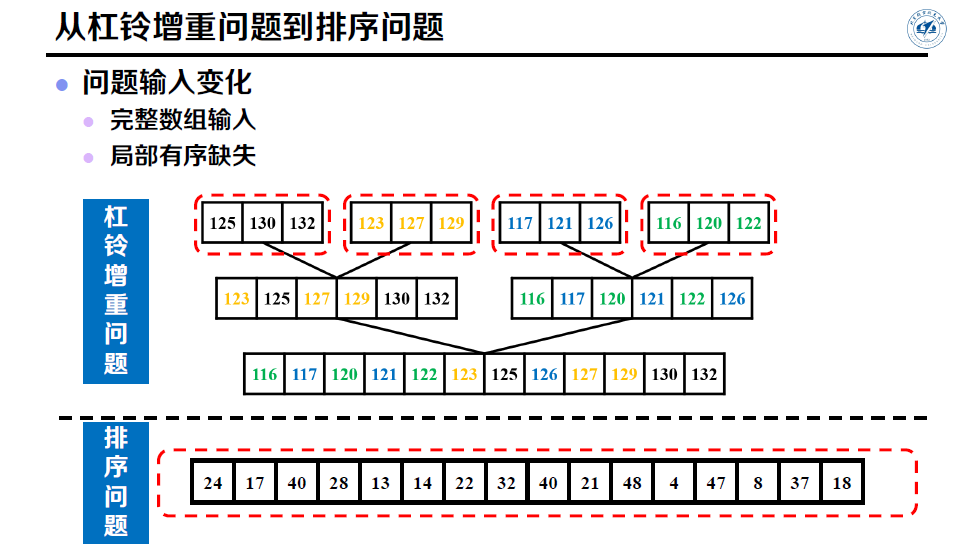 从杠铃增重问题到排序问题
问题输入变化
完整数组输入
局部有序缺失
杠铃增重问题
125 130 132 123 127 129 117 121 126 116 120 122
123 125 127 129 130 132 116 117 120 121 122 126
116 117 120 121 122 123 125 126 127 129 130 132
排序问题
24 17 40 28 13 14 22 32 40 21 48 4 47 8 37 18